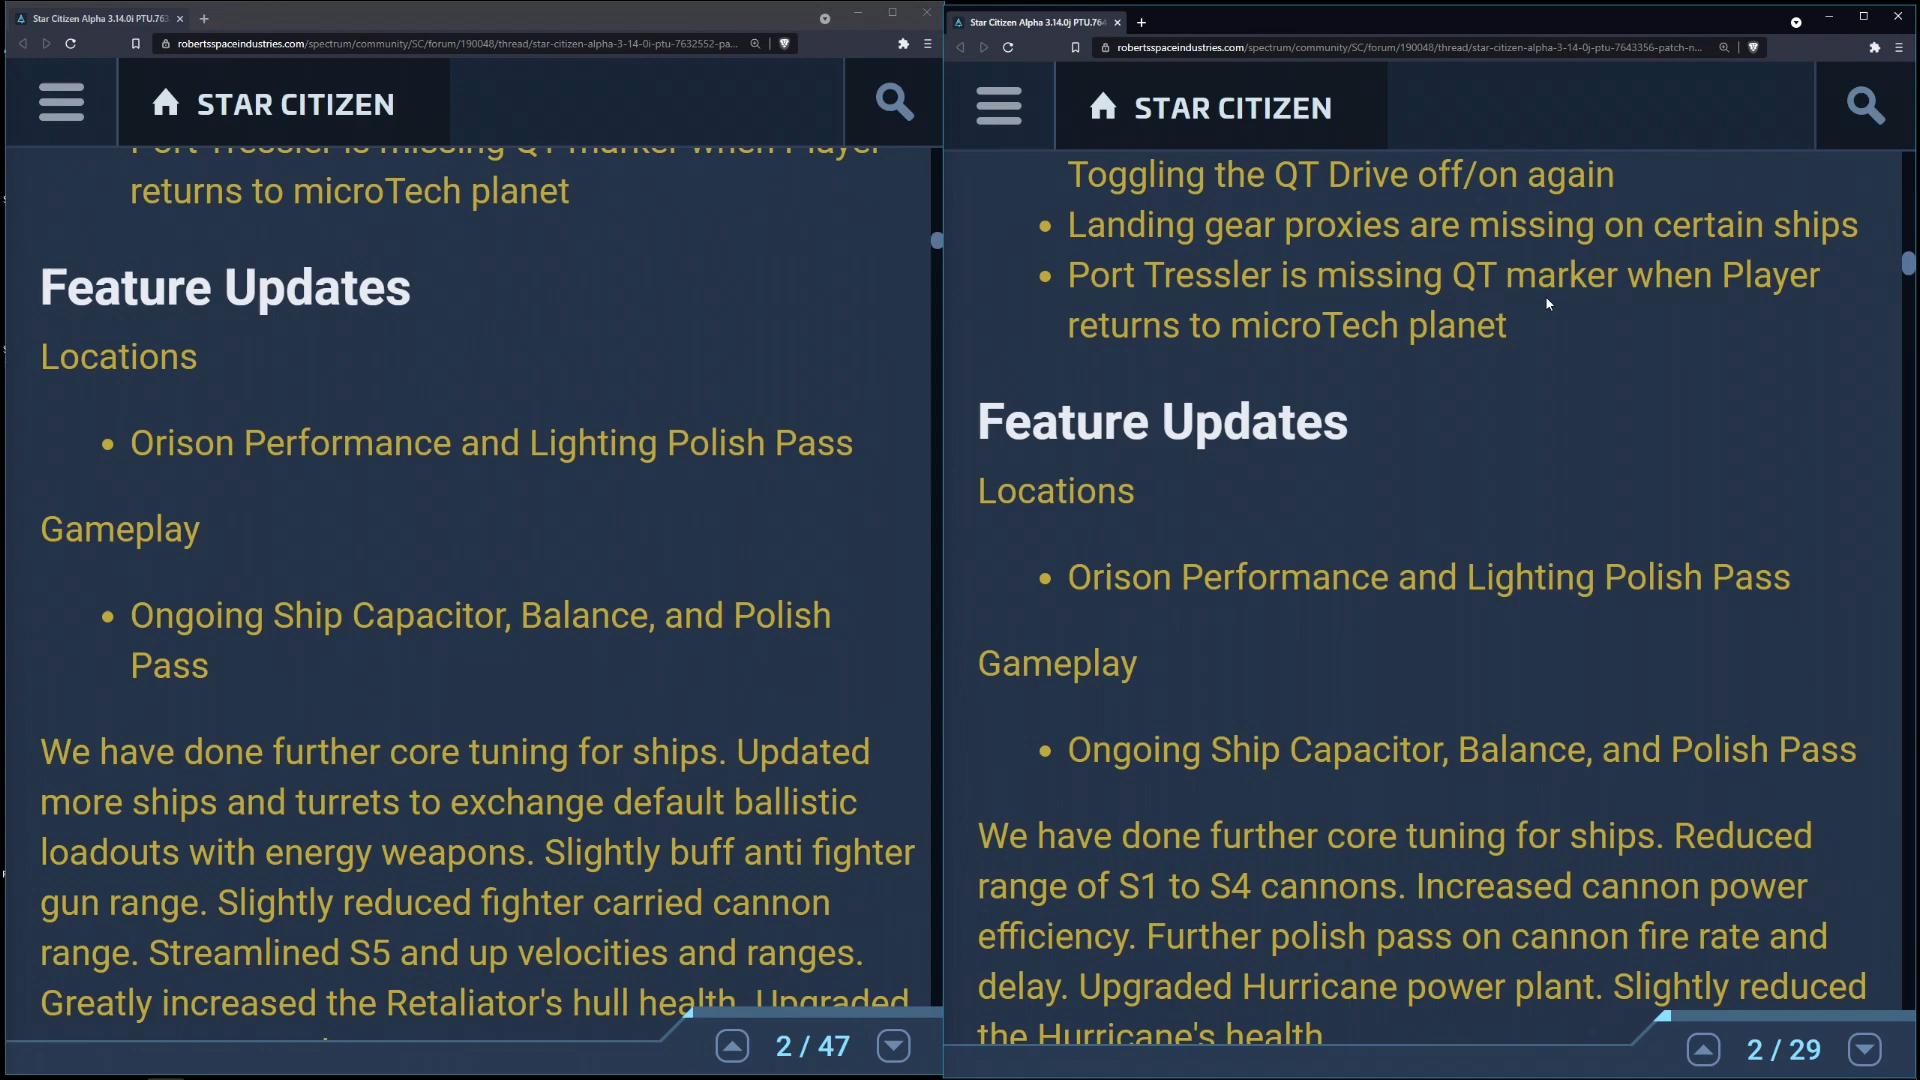 Star Citizen Alpha 3.14.0i PTU.763
robertsspaceindustries.com/spectrum/community/SC/forum/190048/thread/star-citizen-alpha-3-14-0i-ptu-7632552-pa...
STAR CITIZEN
Port Tressler is missing QT marker when Player
returns to microTech planet
Feature Updates
Locations
• Orison Performance and Lighting Polish Pass
Gameplay
• Ongoing Ship Capacitor, Balance, and Polish
Pass
We have done further core tuning for ships. Updated
more ships and turrets to exchange default ballistic
loadouts with energy weapons. Slightly buff anti fighter
gun range. Slightly reduced fighter carried cannon
range. Streamlined S5 and up velocities and ranges.
Greatly increased the Retaliator's hull health. Upgraded
2 / 47
Star Citizen Alpha 3.14.0j PTU.764
robertsspaceindustries.com/spectrum/community/SC/forum/190048/thread/star-citizen-alpha-3-14-0j-ptu-7643356-patch-n...
STAR CITIZEN
Toggling the QT Drive off/on again
• Landing gear proxies are missing on certain ships
• Port Tressler is missing QT marker when Player
returns to microTech planet
Feature Updates
Locations
• Orison Performance and Lighting Polish Pass
Gameplay
• Ongoing Ship Capacitor, Balance, and Polish Pass
We have done further core tuning for ships. Reduced
range of S1 to S4 cannons. Increased cannon power
efficiency. Further polish pass on cannon fire rate and
delay. Upgraded Hurricane power plant. Slightly reduced
the Hurricane's health
2 / 29